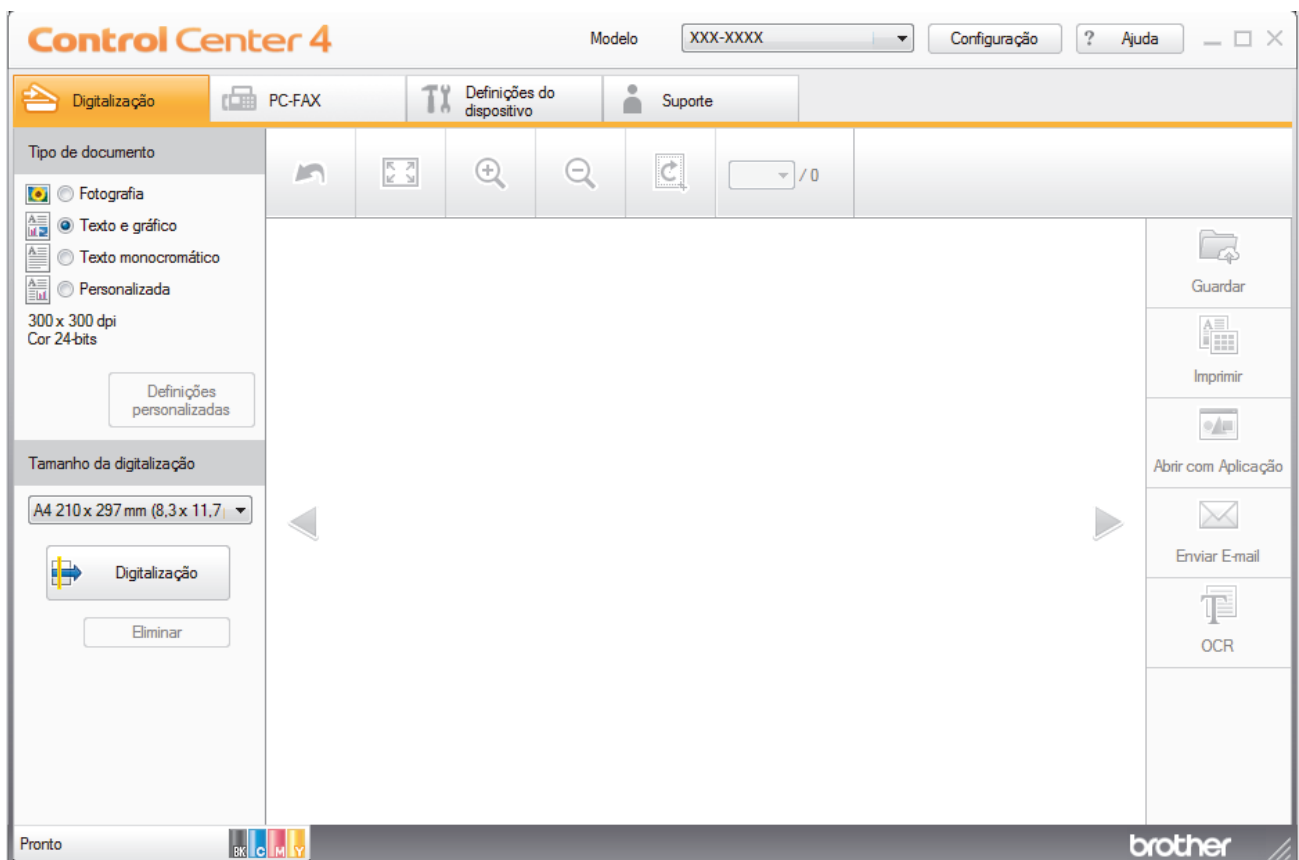 Control Center 4
Modelo
XXX-XXXX
Configuração
? Ajuda
Digitalização
PC-FAX
Definições do
dispositivo
Suporte
Tipo de documento
/ 0
Fotografia
Texto e gráfico
Texto monocromático
Personalizada
300 x 300 dpi
Cor 24-bits
Definições
personalizadas
Tamanho da digitalização
A4 210 x 297 mm (8,3 x 11,7
Digitalização
Eliminar
Guardar
Imprimir
Abrir com Aplicação
Enviar E-mail
OCR
Pronto
BK C M Y
brother